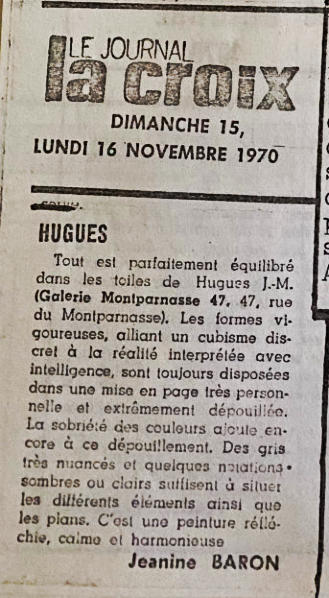 LE JOURNAL
la croix
DIMANCHE 15,
LUNDI 16 NOVEMBRE 1970
HUGUES
Tout est parfaitement équilibré
dans les toiles de Hugues J.-M.
(Galerie Montparnasse 47, 47, rue
du Montparnasse). Les formes vi-
goureuses, alliant un cubisme dis-
cret à la réalité interprétée avec
intelligence, sont toujours disposées
dans une mise en page très person-
nelle et extrêmement dépouillée.
La sobriété des couleurs ajoute en-
core à ce dépouillement. Des gris
très nuancés et quelques notations
sombres ou clairs suffisent à situer
les différents éléments ainsi que
les plans. C'est une peinture réflé-
chie, calme et harmonieuse
Jeanine BARON